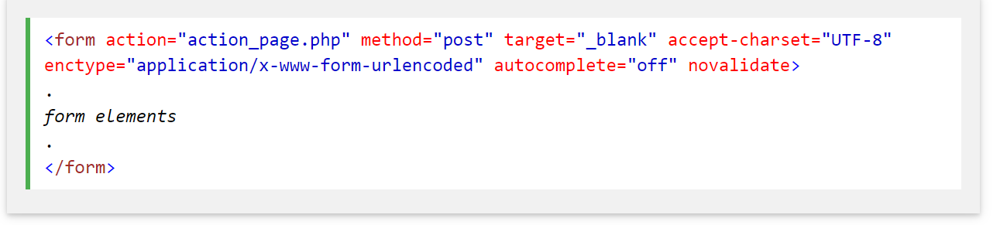 <form action="action_page.php" method="post" target="_blank" accept-charset="UTF-8"
enctype="application/x-www-form-urlencoded" autocomplete="off" novalidate>
.
form elements
.
</form>